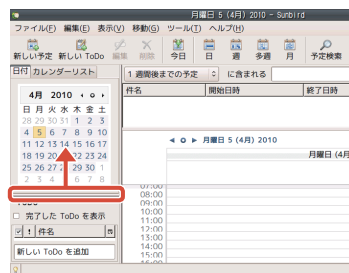 月曜日 5 (4月) 2010 - Sunbird
ファイル(F) 編集(E) 表示(V) 移動(G) ツール(T) ヘルプ(H)
新しい予定 新しい ToDo 編集 削除 今日 日 週 多週 月 予定検索
日付 カレンダーリスト
1 週間後までの予定 に含まれる
件名 開始日時 終了日時
4月 2010
日 月 火 水 木 金 土
28 29 30 31 1 2 3
4 5 6 7 8 9 10
11 12 13 14 15 16 17
18 19 20 22 23 24
25 26 27 29 30 1
2 3 4 6 7 8
月曜日 5 (4月) 2010
月曜日 (4月
ToDo
完了した ToDo を表示
! 件名
新しい ToDo を追加
07:00
08:00
09:00
10:00
11:00
12:00
13:00
14:00
15:00